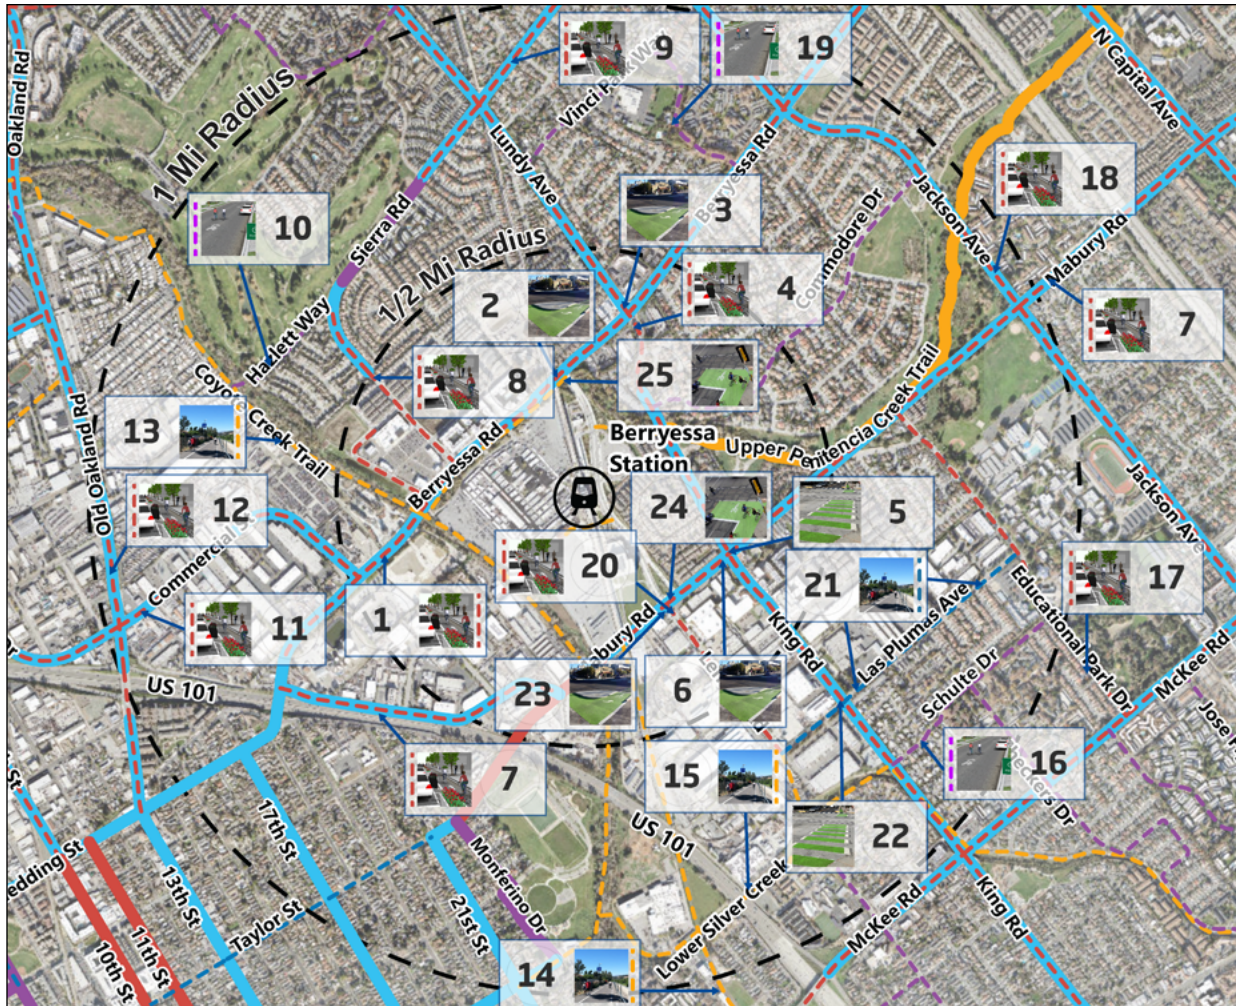 Oakland Rd
1 Mi Radius
9
Vinci Park Way
19
N Capital Ave
Lundy Ave
Berryessa Rd
3
18
Jackson Ave
Mabury Rd
10
Sierra Rd
1/2 Mi Radius
2
4
Commodore Dr
7
Hazlett Way
8
25
Coyote Creek Trail
13
Berryessa Rd
Berryessa
Station
Upper Penitencia Creek Trail
Old Oakland Rd
12
Commercial
24
5
Jackson Ave
20
21
17
11
1
Mabury Rd
King Rd
Las Plumas Ave
Educational Park Dr
McKee Rd
US 101
23
6
Schulte Dr
Jose
7
15
16
Checkers Dr
22
US 101
17th St
Monferino Dr
Hedding St
13th St
Taylor St
21st St
Lower Silver Creek
McKee Rd
King Rd
11th St
10th St
14